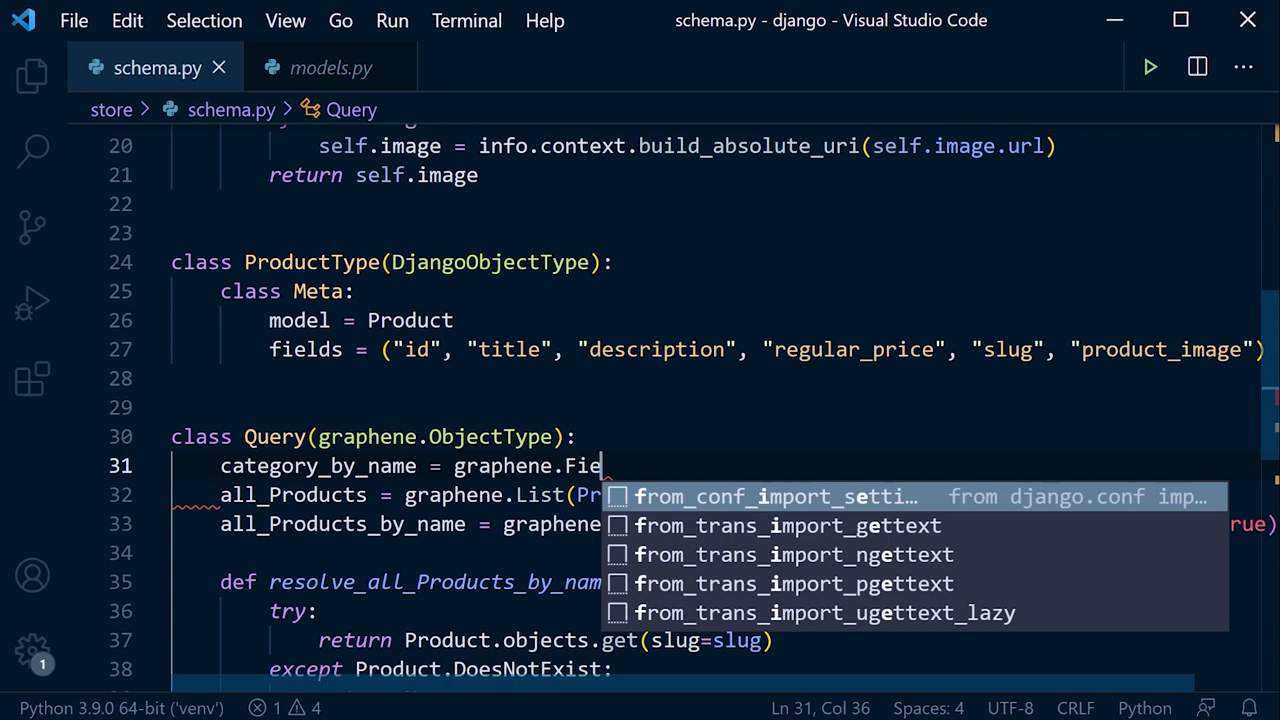 File Edit Selection View Go Run Terminal Help schema.py - django - Visual Studio Code
schema.py models.py
store > schema.py > Query
20 self.image = info.context.build_absolute_uri(self.image.url)
21 return self.image
22
23
24 class ProductType(DjangoObjectType):
25 class Meta:
26 model = Product
27 fields = ("id", "title", "description", "regular_price", "slug", "product_image")
28
29
30 class Query(graphene.ObjectType):
31 category_by_name = graphene.Fie
32 all_Products = graphene.List(Pr
from_conf_import_setti… from django.conf imp…
33 all_Products_by_name = graphene rue)
from_trans_import_gettext
34
from_trans_import_ngettext
35 def resolve_all_Products_by_nam
from_trans_import_pgettext
36 try:
from_trans_import_ugettext_lazy
37 return Product.objects.get(slug=slug)
38 except Product.DoesNotExist:
Python 3.9.0 64-bit ('venv') 1 4 Ln 31, Col 36 Spaces: 4 UTF-8 CRLF Python
1